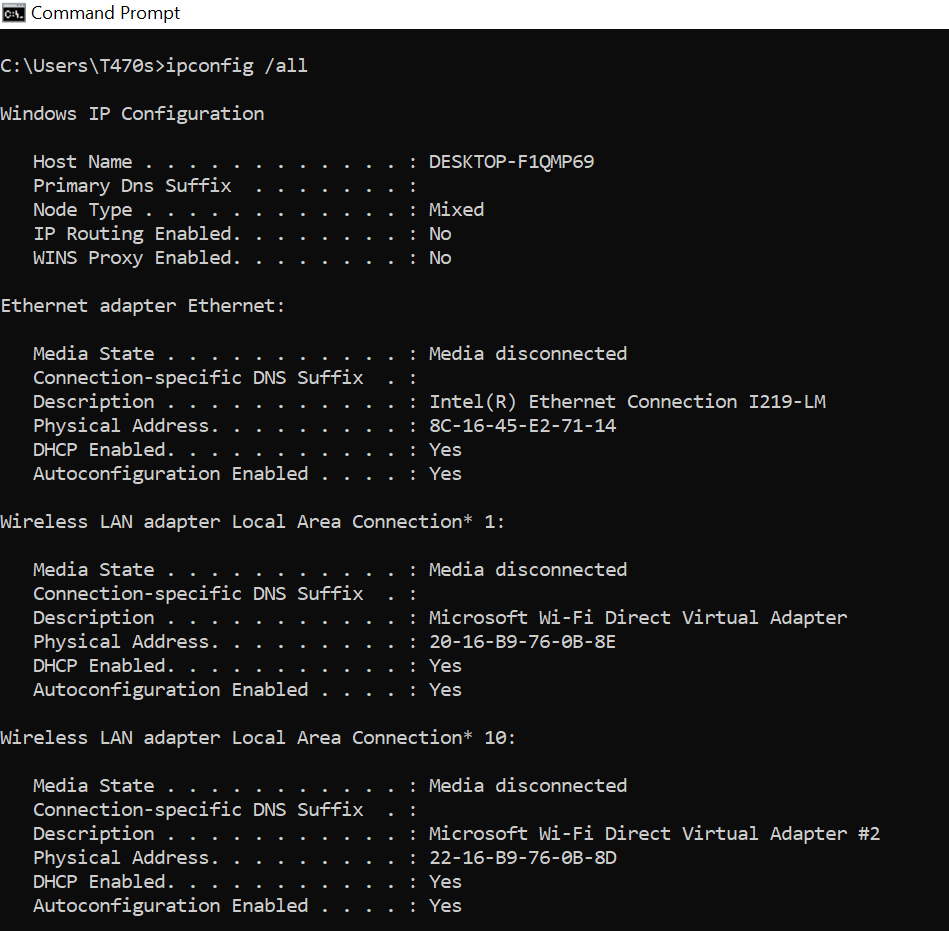 Command Prompt
C:\Users\T470s>ipconfig /all
Windows IP Configuration
Host Name . . . . . . . . . . . . : DESKTOP-F1QMP69
Primary Dns Suffix  . . . . . . . :
Node Type . . . . . . . . . . . . : Mixed
IP Routing Enabled. . . . . . . . : No
WINS Proxy Enabled. . . . . . . . : No
Ethernet adapter Ethernet:
Media State . . . . . . . . . . . : Media disconnected
Connection-specific DNS Suffix  . :
Description . . . . . . . . . . . : Intel(R) Ethernet Connection I219-LM
Physical Address. . . . . . . . . : 8C-16-45-E2-71-14
DHCP Enabled. . . . . . . . . . . : Yes
Autoconfiguration Enabled . . . . : Yes
Wireless LAN adapter Local Area Connection* 1:
Media State . . . . . . . . . . . : Media disconnected
Connection-specific DNS Suffix  . :
Description . . . . . . . . . . . : Microsoft Wi-Fi Direct Virtual Adapter
Physical Address. . . . . . . . . : 20-16-B9-76-0B-8E
DHCP Enabled. . . . . . . . . . . : Yes
Autoconfiguration Enabled . . . . : Yes
Wireless LAN adapter Local Area Connection* 10:
Media State . . . . . . . . . . . : Media disconnected
Connection-specific DNS Suffix  . :
Description . . . . . . . . . . . : Microsoft Wi-Fi Direct Virtual Adapter #2
Physical Address. . . . . . . . . : 22-16-B9-76-0B-8D
DHCP Enabled. . . . . . . . . . . : Yes
Autoconfiguration Enabled . . . . : Yes